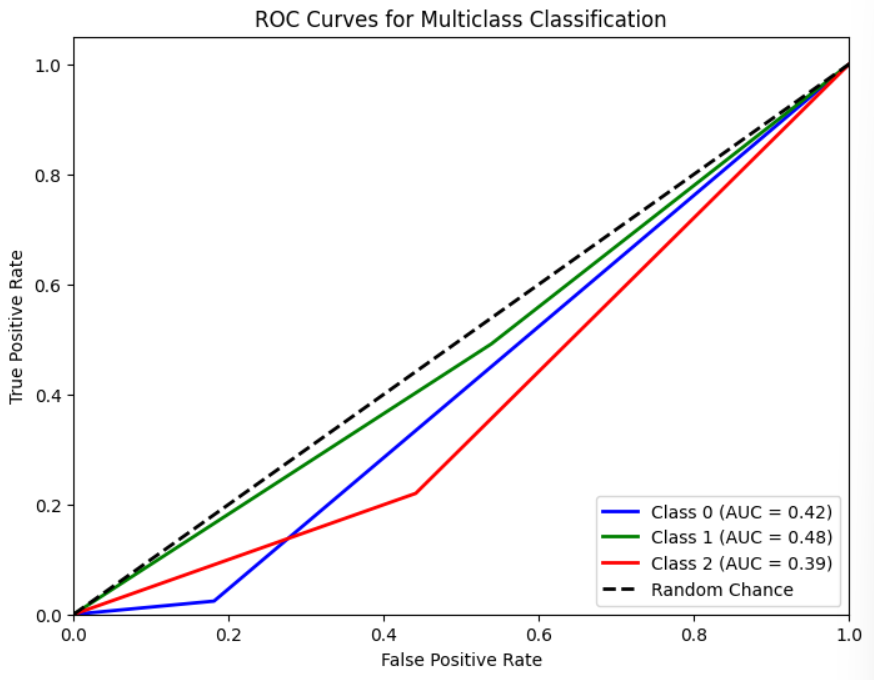 ROC Curves for Multiclass Classification
True Positive Rate
1.0
0.8
0.6
0.4
0.2
0.0
0.0 0.2 0.4 0.6 0.8 1.0
False Positive Rate
Class 0 (AUC = 0.42)
Class 1 (AUC = 0.48)
Class 2 (AUC = 0.39)
Random Chance